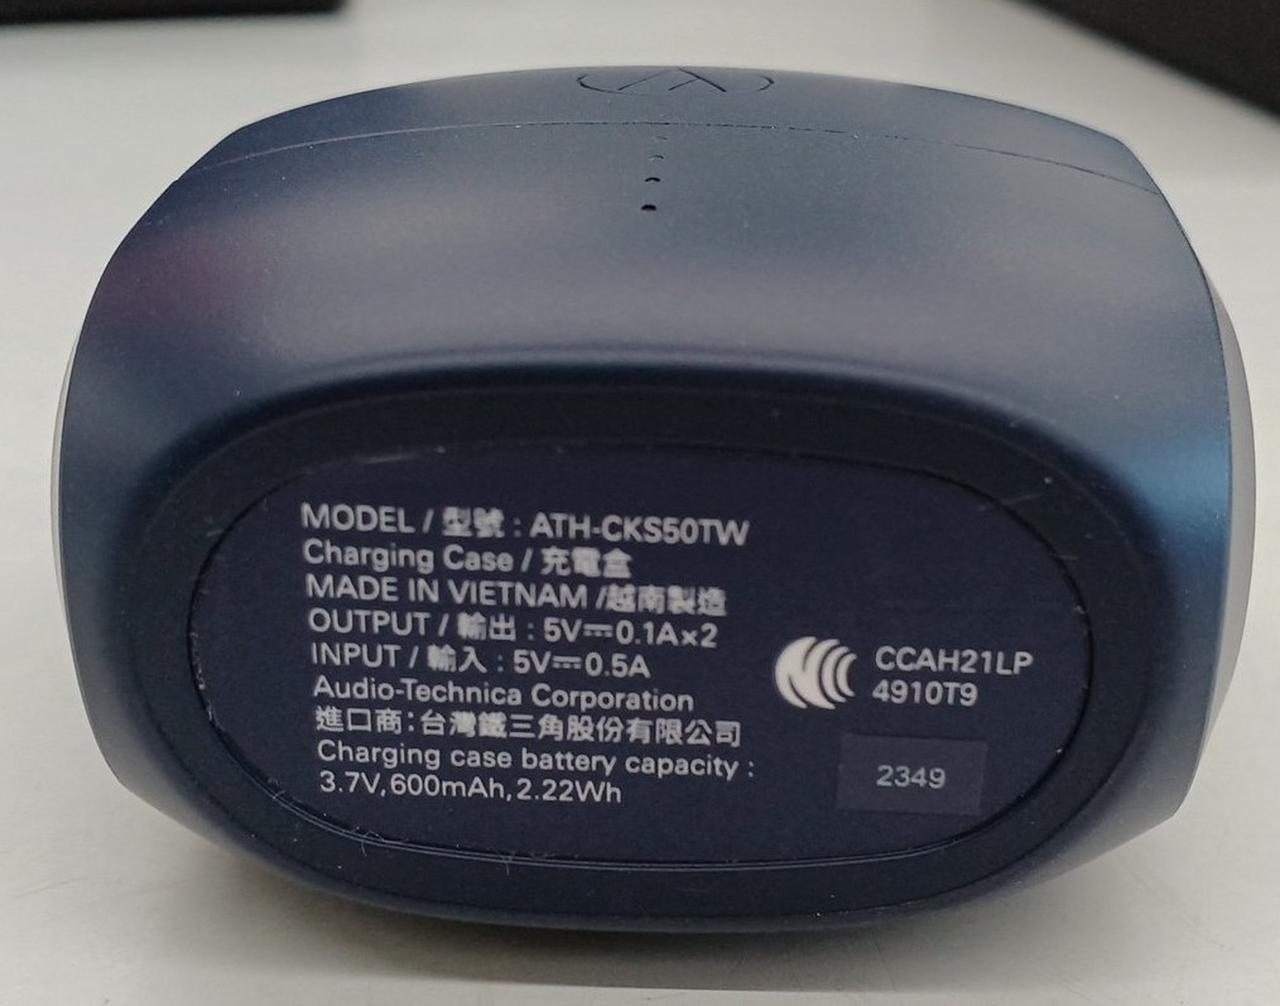 MODEL / 型號 : ATH-CKS50TW
Charging Case / 充電盒
MADE IN VIETNAM /越南製造
OUTPUT / 輸出 : 5V⎓0.1A×2
INPUT / 輸入 : 5V⎓0.5A
Audio-Technica Corporation
進口商:台灣鐵三角股份有限公司
Charging case battery capacity :
3.7V,600mAh,2.22Wh
CCAH21LP
4910T9
2349